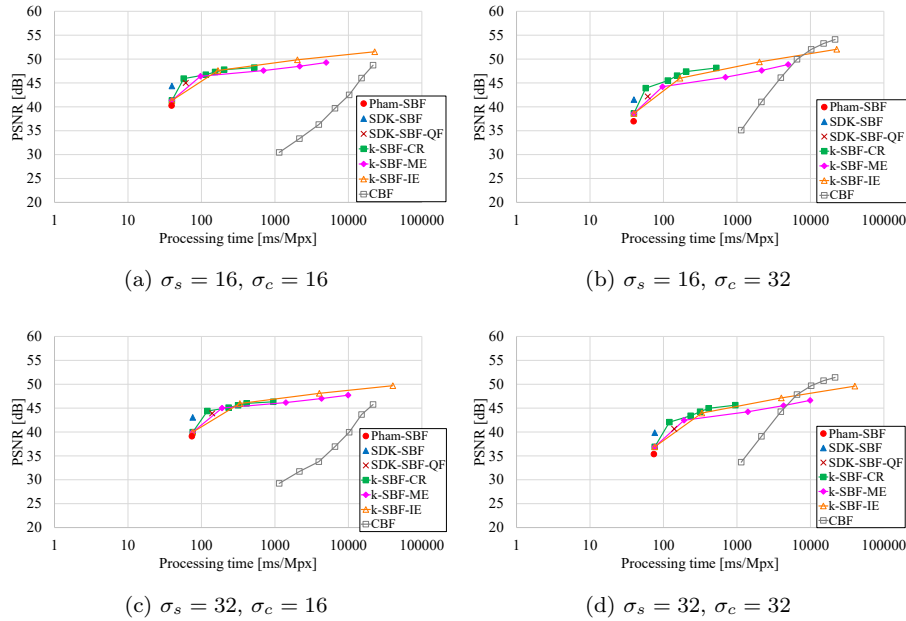 60
55
50
45
40
35
30
25
20
PSNR [dB]
1 10 100 1000 10000 100000
Processing time [ms/Mpx]
Pham-SBF
SDK-SBF
SDK-SBF-QF
k-SBF-CR
k-SBF-ME
k-SBF-IE
CBF
(a) σs = 16, σc = 16
60
55
50
45
40
35
30
25
20
PSNR [dB]
1 10 100 1000 10000 100000
Processing time [ms/Mpx]
Pham-SBF
SDK-SBF
SDK-SBF-QF
k-SBF-CR
k-SBF-ME
k-SBF-IE
CBF
(b) σs = 16, σc = 32
60
55
50
45
40
35
30
25
20
PSNR [dB]
1 10 100 1000 10000 100000
Processing time [ms/Mpx]
Pham-SBF
SDK-SBF
SDK-SBF-QF
k-SBF-CR
k-SBF-ME
k-SBF-IE
CBF
(c) σs = 32, σc = 16
60
55
50
45
40
35
30
25
20
PSNR [dB]
1 10 100 1000 10000 100000
Processing time [ms/Mpx]
Pham-SBF
SDK-SBF
SDK-SBF-QF
k-SBF-CR
k-SBF-ME
k-SBF-IE
CBF
(d) σs = 32, σc = 32